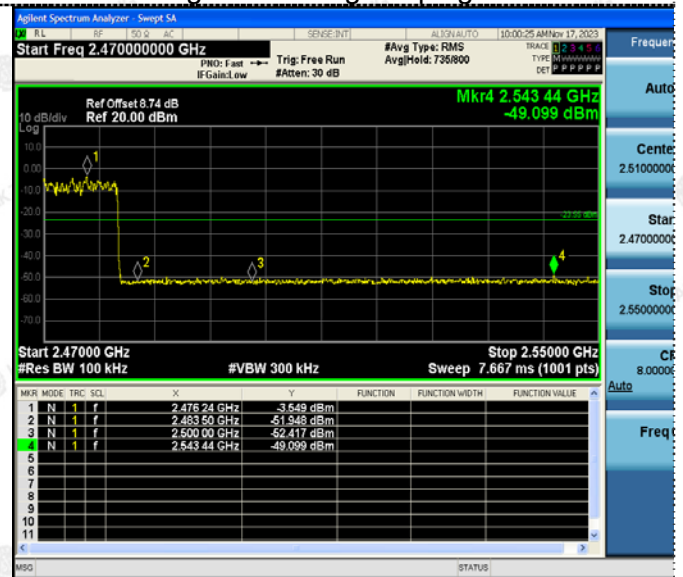 Agilent Spectrum Analyzer - Swept SA
RL RF 50 Ω AC SENSE:INT ALIGN AUTO 10:00:25 AM Nov 17, 2023
Start Freq 2.470000000 GHz
PNO: Fast
IFGain:Low
Trig: Free Run
#Atten: 30 dB
#Avg Type: RMS
Avg|Hold: 735/800
TRACE 1 2 3 4 5 6
TYPE M
DET P P P P P P
Ref Offset 8.74 dB
10 dB/div Ref 20.00 dBm
Log
Mkr4 2.543 44 GHz
-49.099 dBm
10.0
0.00
-10.0
-20.0
-30.0
-40.0
-50.0
-60.0
-70.0
1
2
3
4
-23.55 dBm
Start 2.47000 GHz Stop 2.55000 GHz
#Res BW 100 kHz #VBW 300 kHz Sweep 7.667 ms (1001 pts)
MKR MODE TRC SCL X Y FUNCTION FUNCTION WIDTH FUNCTION VALUE
1 N 1 f 2.476 24 GHz -3.549 dBm
2 N 1 f 2.483 50 GHz -51.948 dBm
3 N 1 f 2.500 00 GHz -52.417 dBm
4 N 1 f 2.543 44 GHz -49.099 dBm
5
6
7
8
9
10
11
MSG STATUS
Frequen
Auto
Cente
2.5100000
Star
2.4700000
Stop
2.5500000
CF
8.0000
Auto
Freq